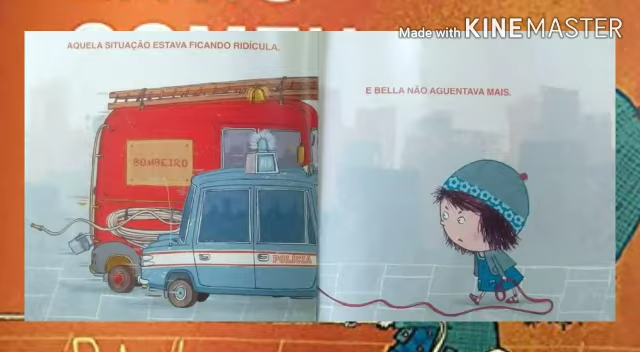 Made with KINEMASTER
AQUELA SITUAÇÃO ESTAVA FICANDO RIDÍCULA.
E BELLA NÃO AGUENTAVA MAIS.
BOMBEIRO
POLÍCIA